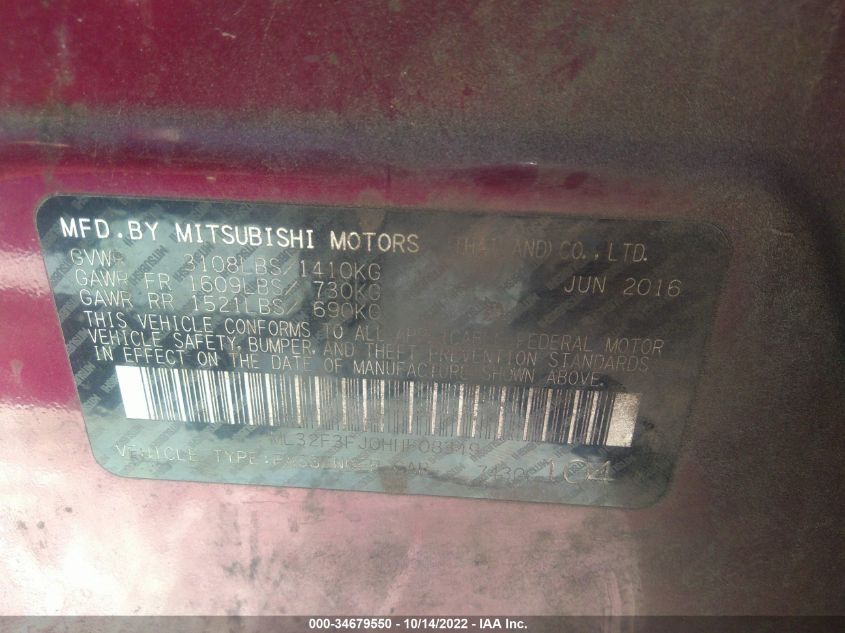 MFD.BY MITSUBISHI MOTORS (THAILAND) CO.,LTD.
GVWR 3108LBS/1410KG JUN 2016
GAWR FR 1609LBS/ 730KG
GAWR RR 1521LBS/ 690KG
THIS VEHICLE CONFORMS TO ALL APPLICABLE FEDERAL MOTOR
VEHICLE SAFETY, BUMPER, AND THEFT PREVENTION STANDARDS
IN EFFECT ON THE DATE OF MANUFACTURE SHOWN ABOVE.
VEHICLE TYPE:PASSENGER CAR
000-34679550 - 10/14/2022 - IAA Inc.